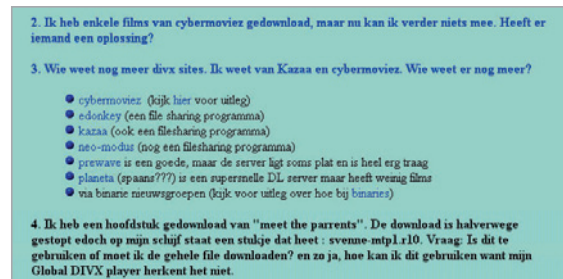 2. Ik heb enkele films van cybermoviez gedownload, maar nu kan ik verder niets mee. Heeft er
iemand een oplossing?
3. Wie weet nog meer divx sites. Ik weet van Kazaa en cybermoviez. Wie weet er nog meer?
cybermoviez (kijk hier voor uitleg)
edonkey (een file sharing programma)
kazaa (ook een filesharing programma)
neo-modus (nog een filesharing programma)
prewave is een goede, maar de server ligt soms plat en is heel erg traag
planeta (spaans???) is een supersnelle DL server maar heeft weinig films
via binarie nieuwsgroepen (kijk voor uitleg over hoe bij binaries)
4. Ik heb een hoofdstuk gedownload van "meet the parrents". De download is halverwege
gestopt edoch op mijn schijf staat een stukje dat heet : svenne-mtp1.r10. Vraag: Is dit te
gebruiken of moet ik de gehele file downloaden? en zo ja, hoe kan ik dit gebruiken want mijn
Global DIVX player herkent het niet.